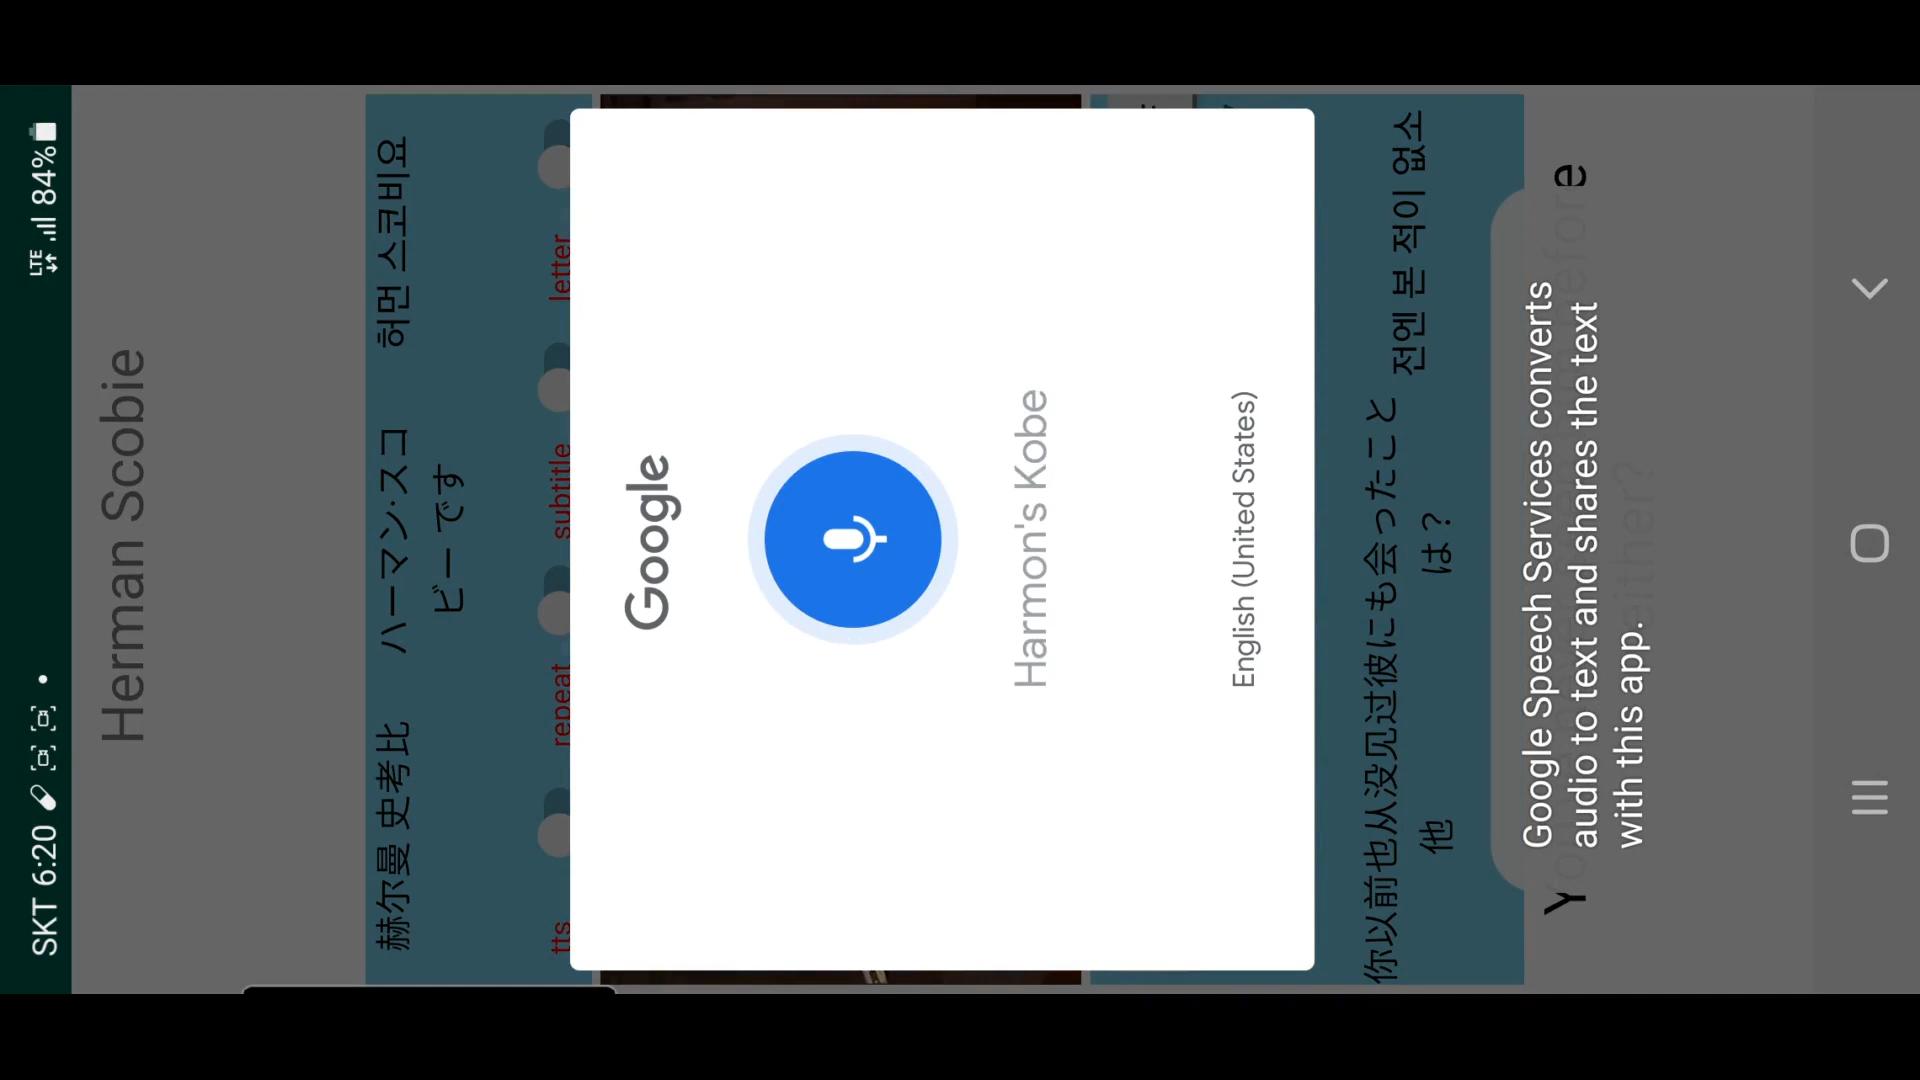 SKT 6:20 LTE 84%
Herman Scobie
赫尔曼 史考比
ハーマン·スコ
ビー です
허먼 스코비요
tts
repeat
subtitle
letter
Google
Harmon's Kobe
English (United States)
你以前也从没见过彼にも会ったこと
他
は？
전엔 본 적이 없소
Google Speech Services converts
audio to text and shares the text
with this app.
either?